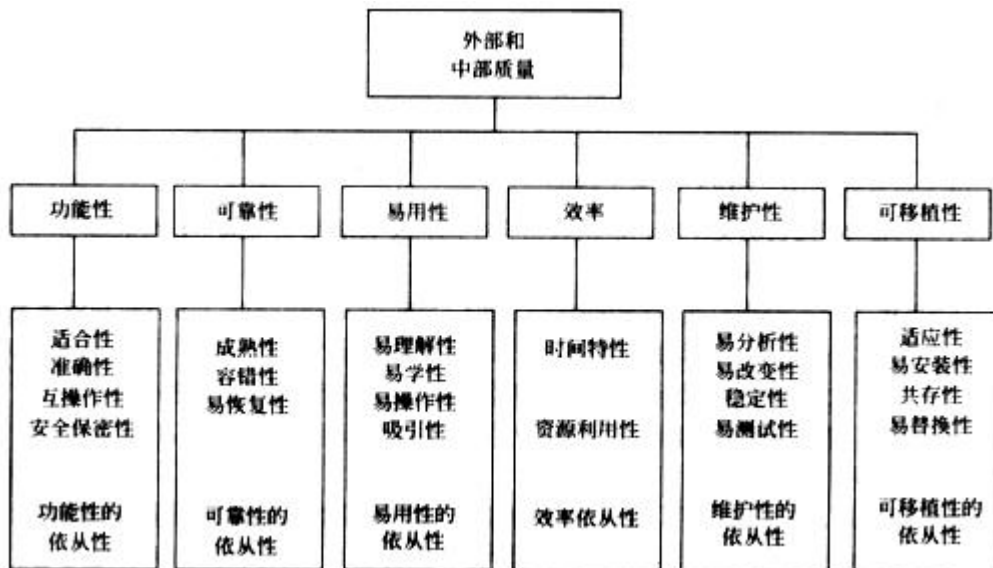 外部和
中部质量
功能性
可靠性
易用性
效率
维护性
可移植性
适合性
准确性
互操作性
安全保密性
功能性的
依从性
成熟性
容错性
易恢复性
可靠性的
依从性
易理解性
易学性
易操作性
吸引性
易用性的
依从性
时间特性
资源利用性
效率依从性
易分析性
易改变性
稳定性
易测试性
维护性的
依从性
适应性
易安装性
共存性
易替换性
可移植性的
依从性